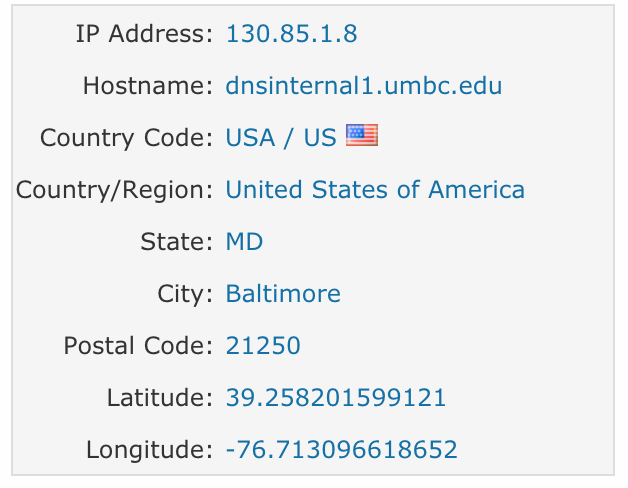 IP Address: 130.85.1.8
Hostname: dnsinternal1.umbc.edu
Country Code: USA / US
Country/Region: United States of America
State: MD
City: Baltimore
Postal Code: 21250
Latitude: 39.258201599121
Longitude: -76.713096618652